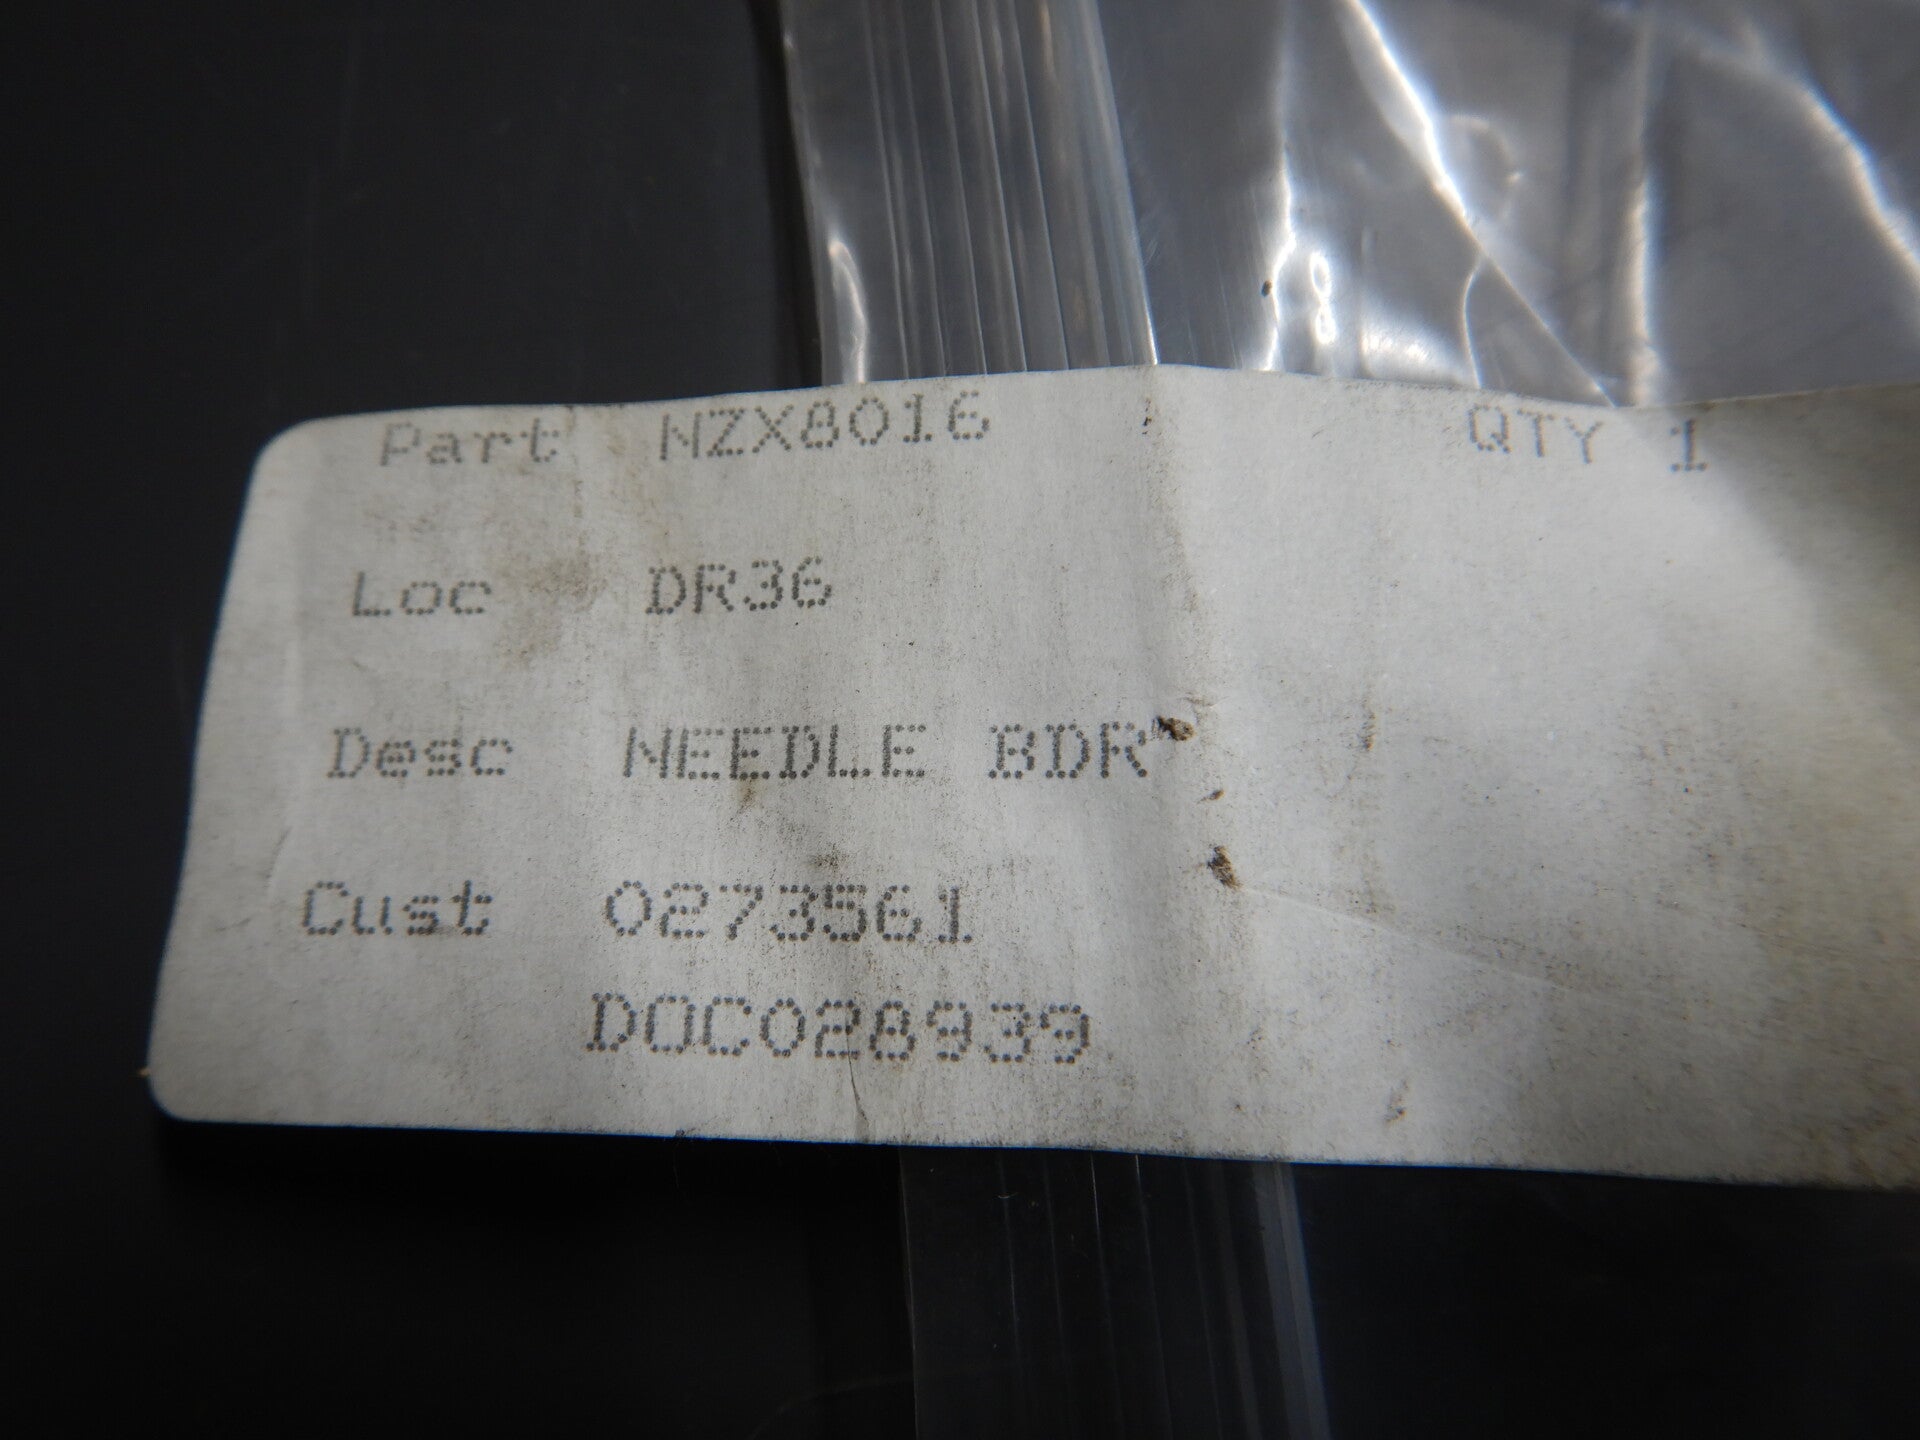 Part NZX8016 QTY 1
Loc DR36
Desc NEEDLE BDR
Cust 0273561
DOC028939